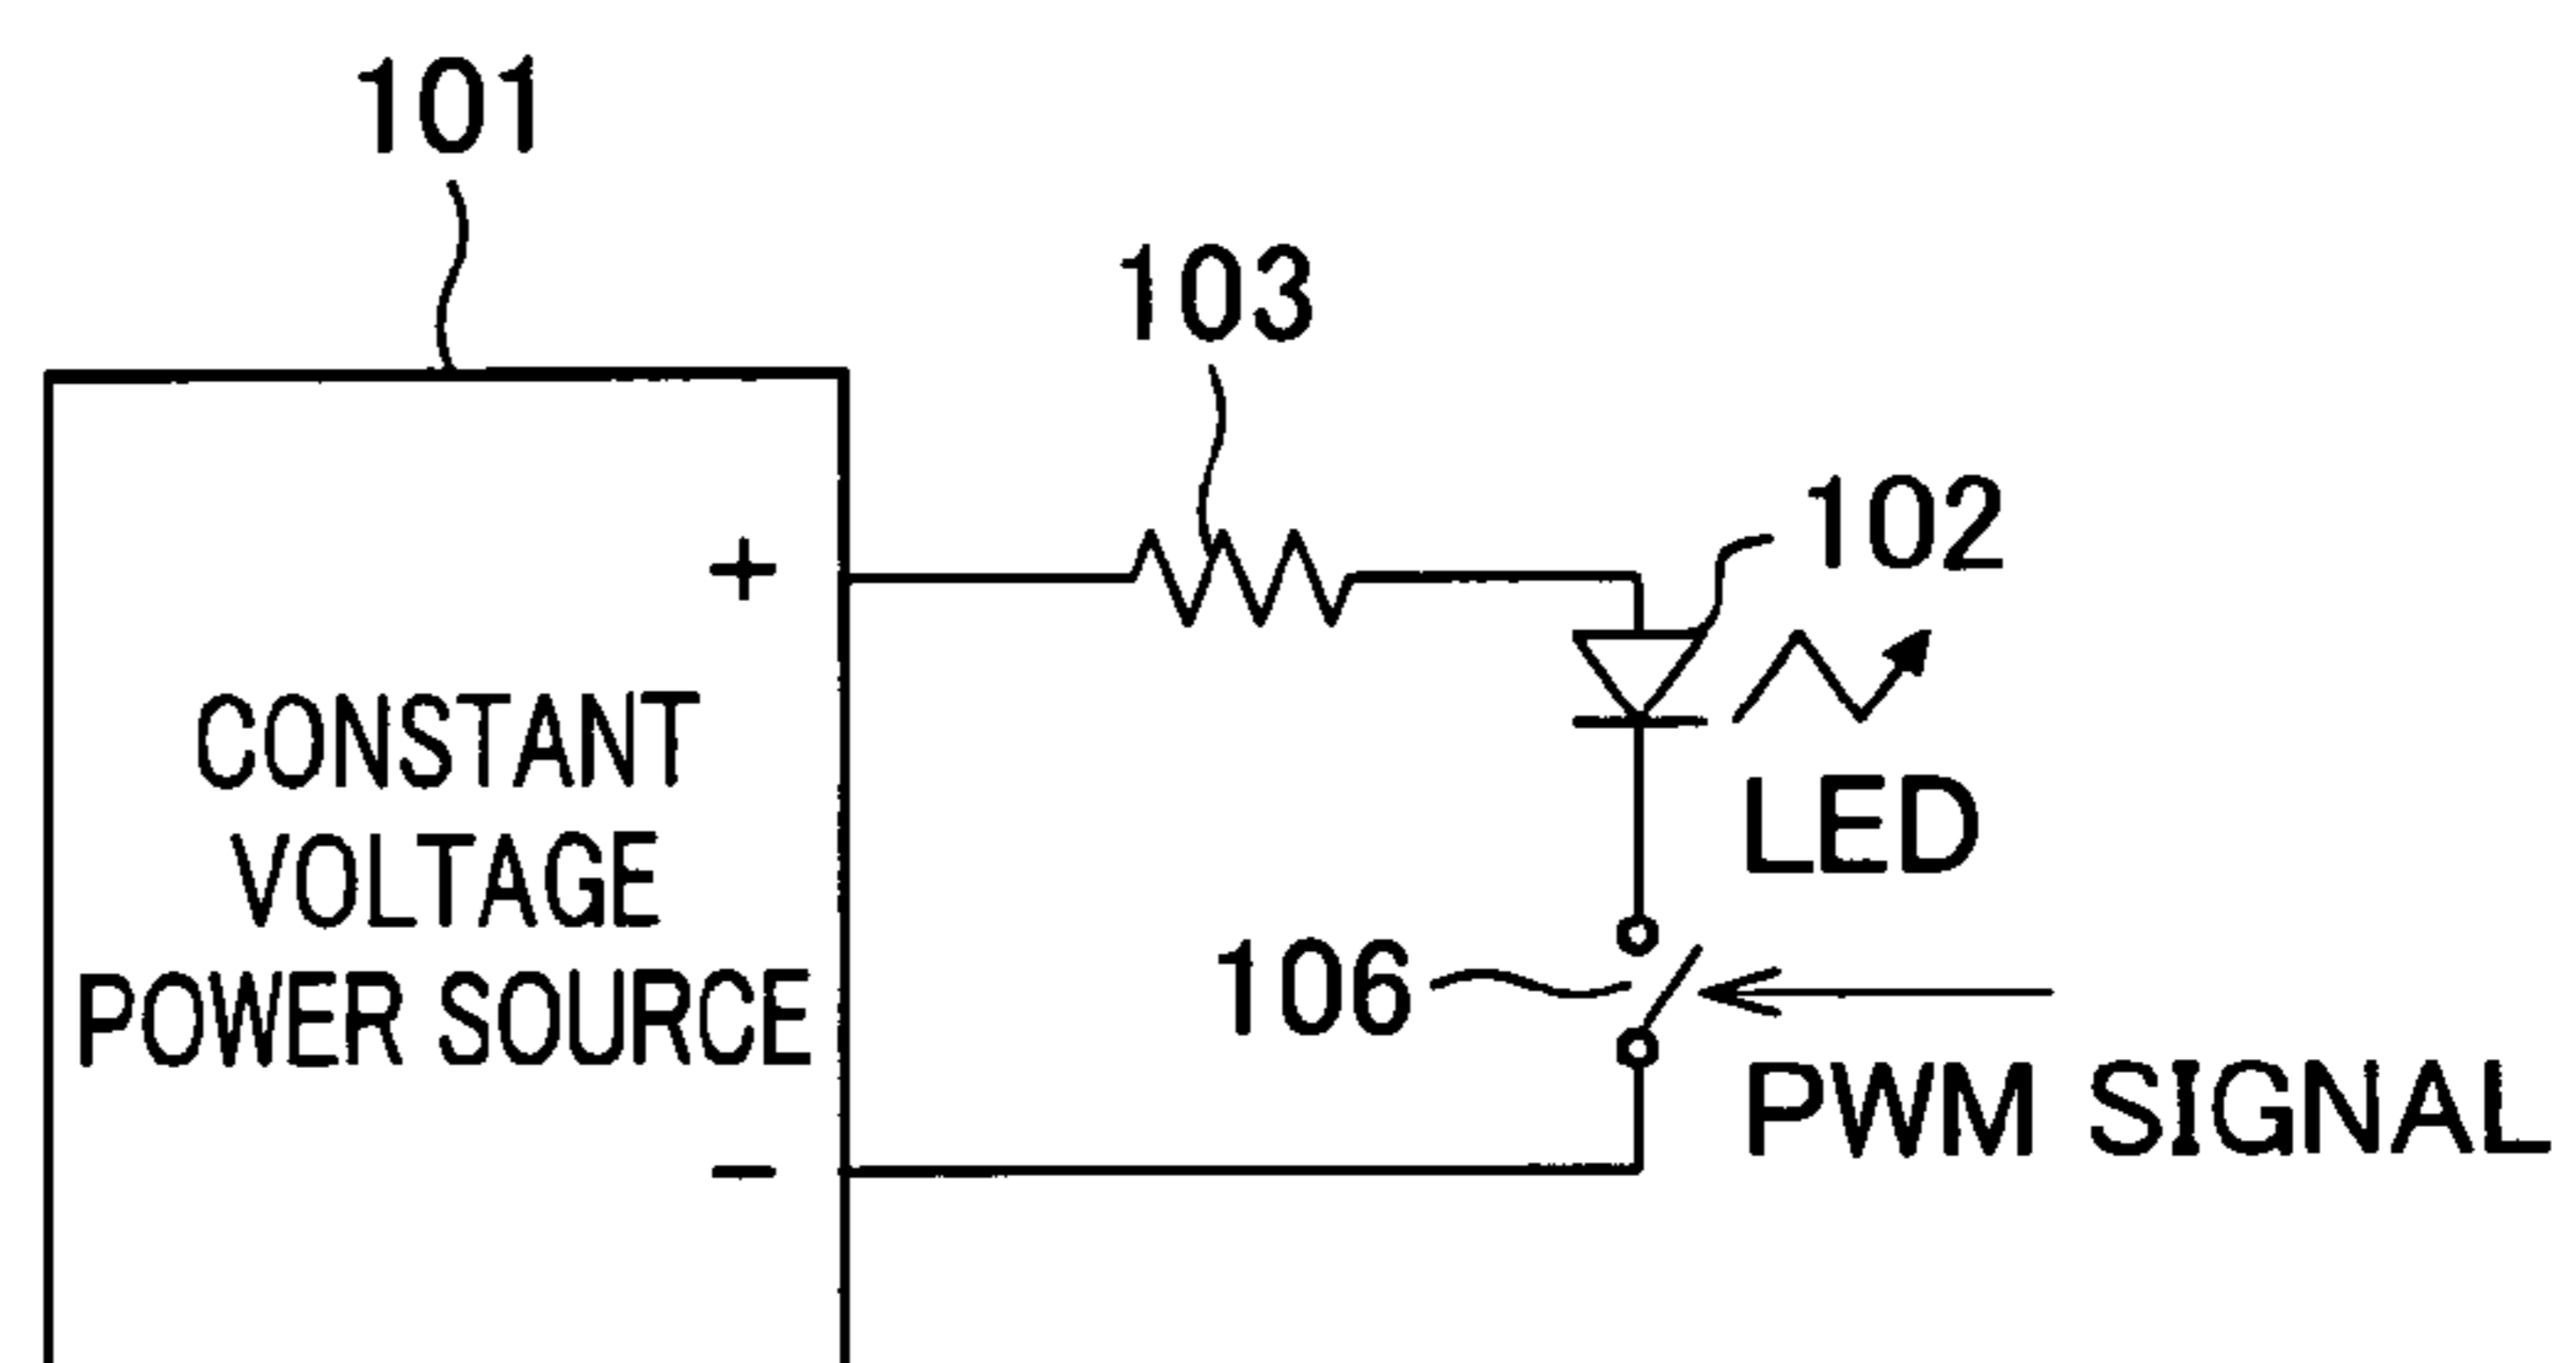 101
103
102
+
CONSTANT
VOLTAGE
POWER SOURCE
LED
106
PWM SIGNAL
−